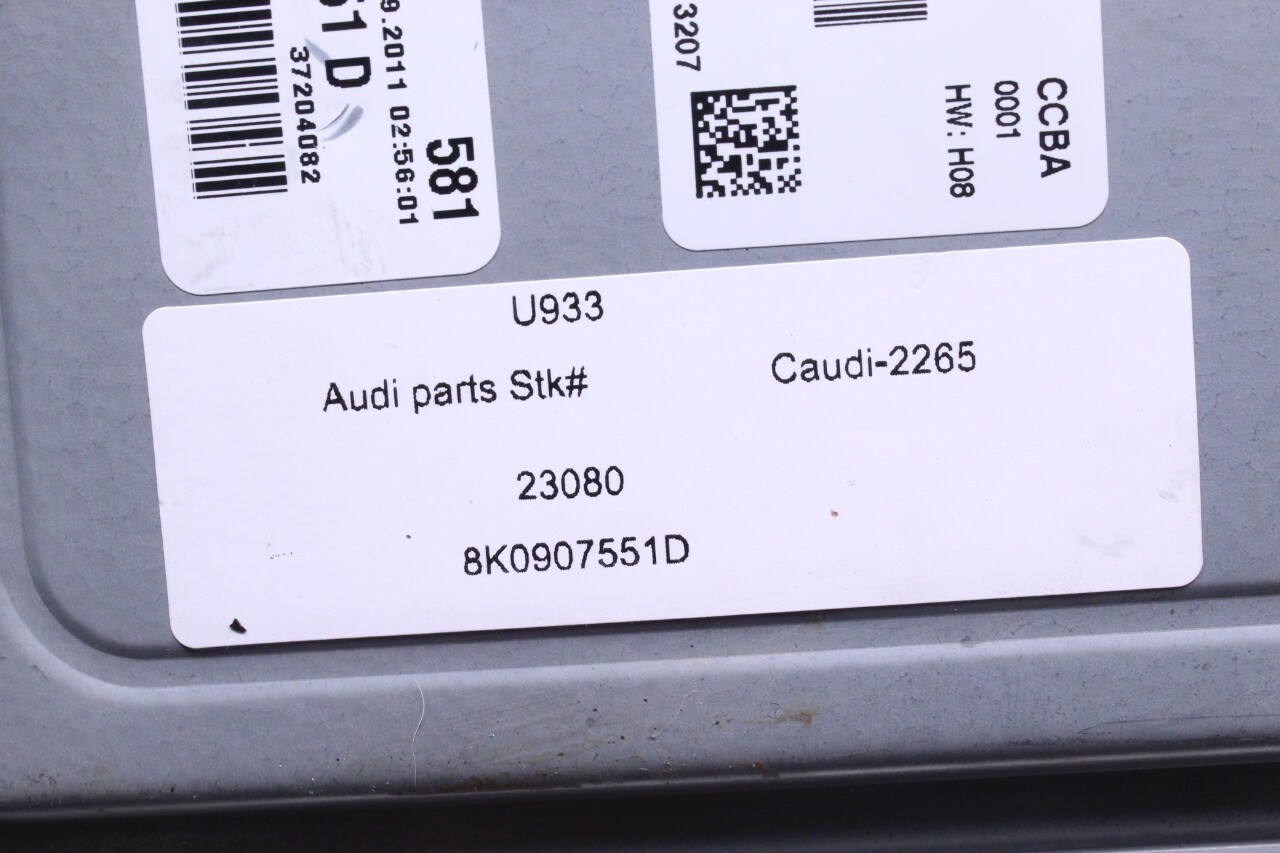 51 D
37204082
9.2011 02:56:01
581
3207
CCBA
0001
HW: H08
U933
Audi parts Stk# Caudi-2265
23080
8K0907551D